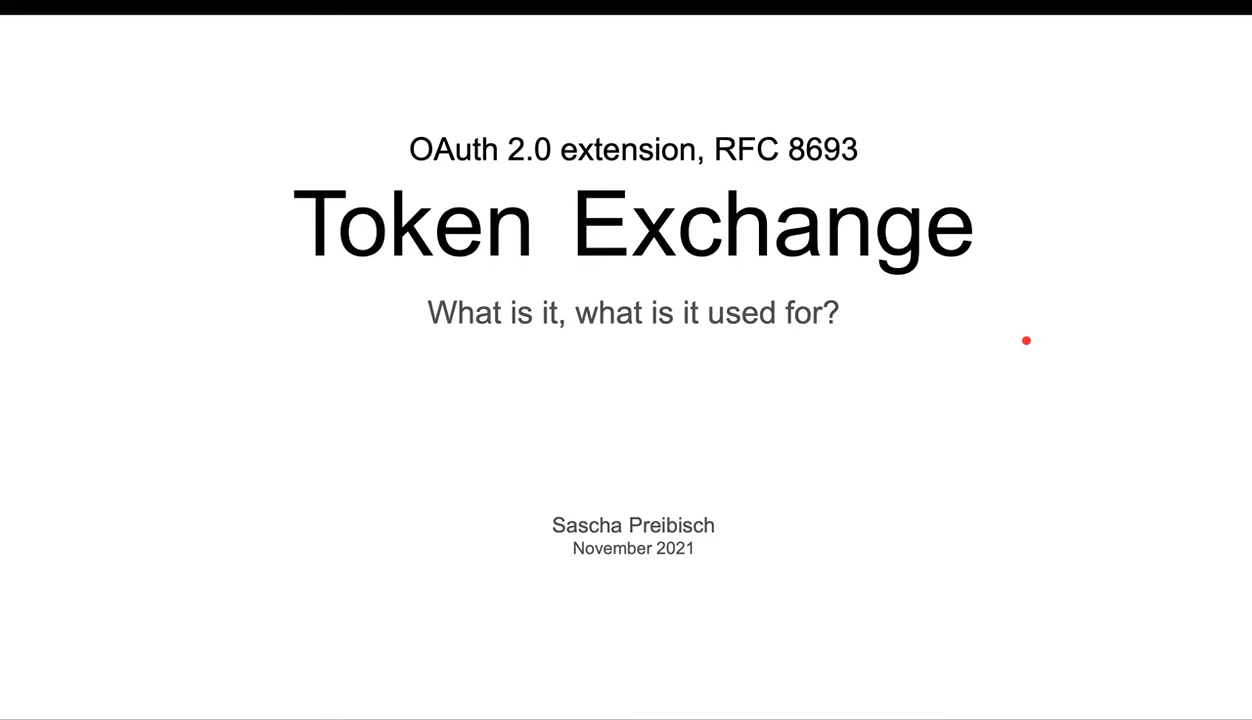 OAuth 2.0 extension, RFC 8693
Token Exchange
What is it, what is it used for?
Sascha Preibisch
November 2021